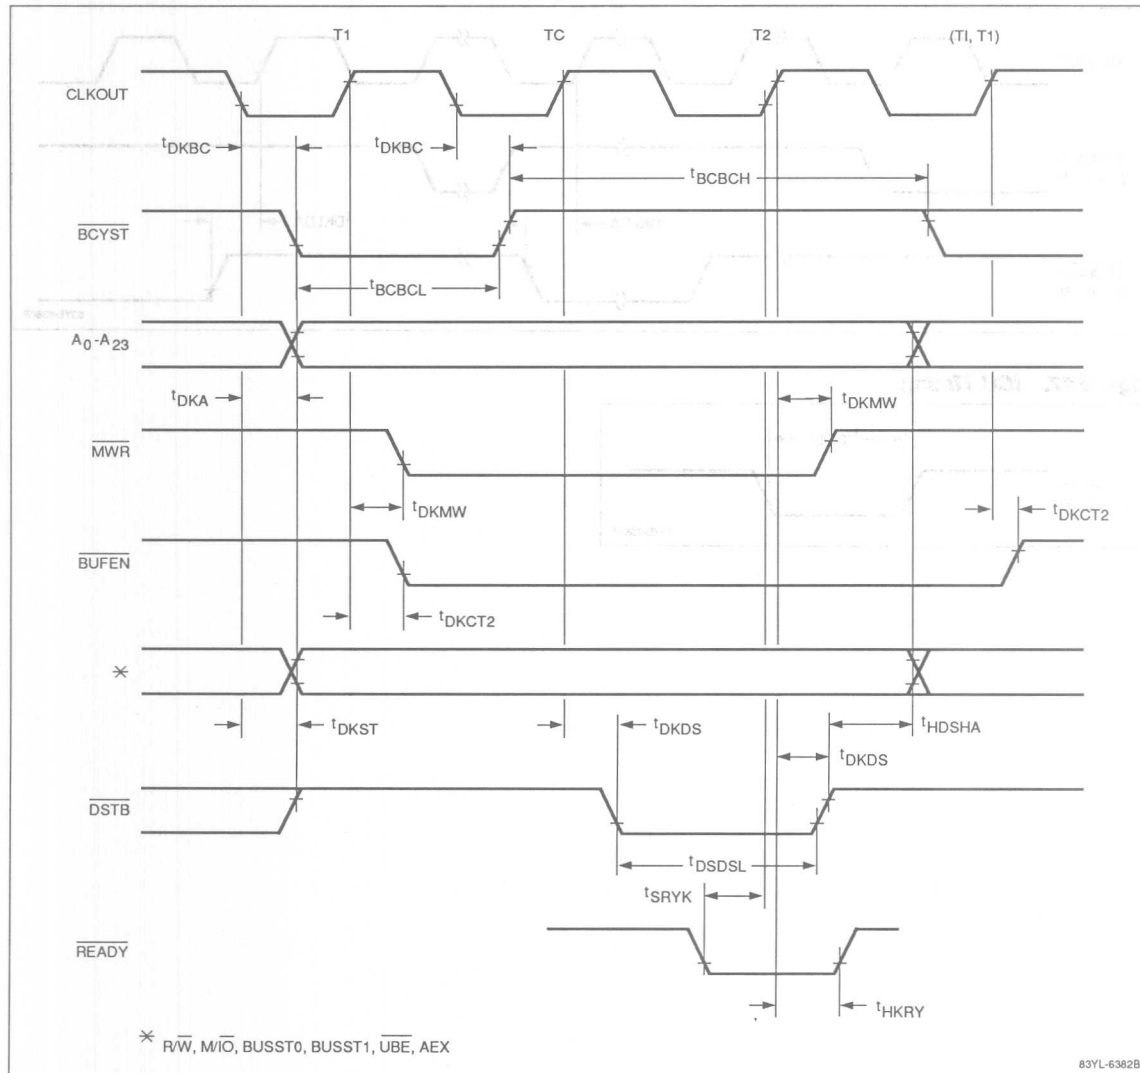 T1 TC T2 (TI, T1)
CLKOUT
tDKBC tDKBC
tBCBCH
BCYST
tBCBCL
A0-A23
tDKA tDKMW
MWR
tDKMW
tDKCT2
BUFEN
tDKCT2
*
tDKST tDKDS tHDSHA
tDKDS
DSTB
tDSDSL
tSRYK
READY
tHKRY
* R/W, M/IO, BUSST0, BUSST1, UBE, AEX
83YL-6382B